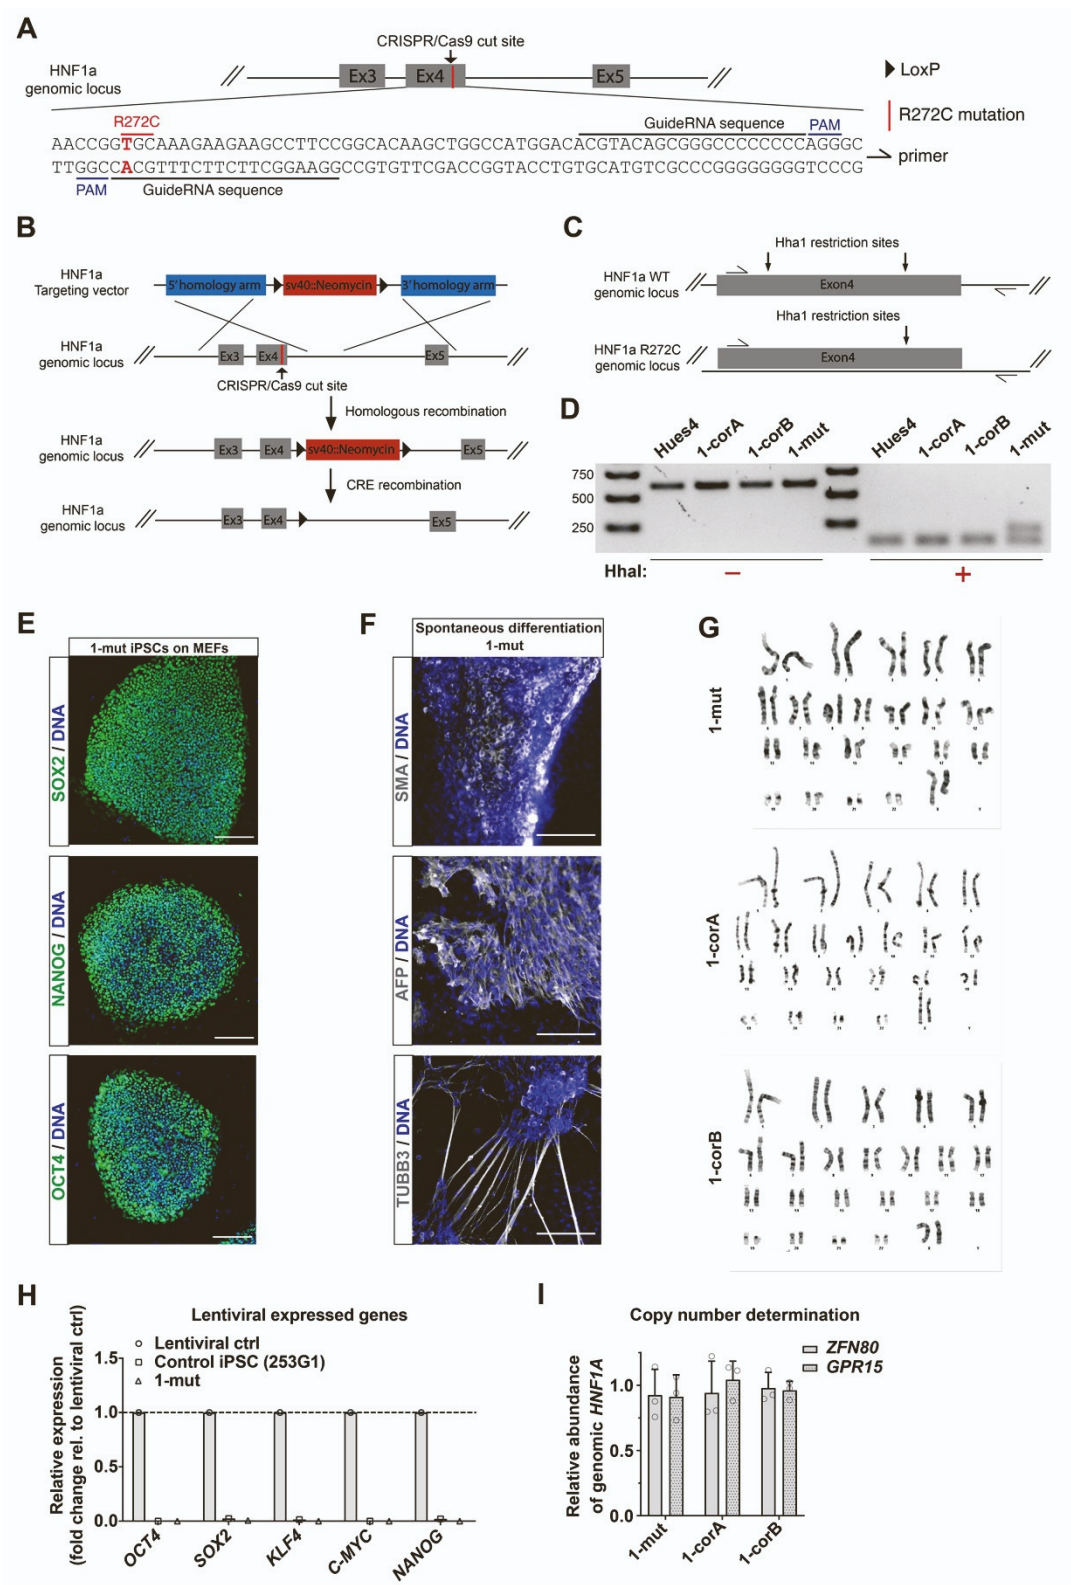 A
CRISPR/Cas9 cut site
HNF1a
genomic locus
Ex3
Ex4
Ex5
LoxP
R272C mutation
primer
R272C
GuideRNA sequence
PAM
AACCGGTGCAAAGAAGAAGCCTTCCGGCACAAGCTGGCCATGGACACGTACAGCGGGCCCCCCCCCAGGGC
TTGGCCACGTTTCTTCTTCGGAAGGCCGTGTTCGACCGGTACCTGTGCATGTCGCCCGGGGGGGGGTCCCG
PAM
GuideRNA sequence
B
HNF1a
Targeting vector
5' homology arm
sv40::Neomycin
3' homology arm
HNF1a
genomic locus
Ex3
Ex4
Ex5
CRISPR/Cas9 cut site
Homologous recombination
HNF1a
genomic locus
Ex3
Ex4
sv40::Neomycin
Ex5
CRE recombination
HNF1a
genomic locus
Ex3
Ex4
Ex5
C
Hha1 restriction sites
HNF1a WT
genomic locus
Exon4
Hha1 restriction sites
HNF1a R272C
genomic locus
Exon4
D
Hues4
1-corA
1-corB
1-mut
Hues4
1-corA
1-corB
1-mut
750
500
250
HhaI:
−
+
E
1-mut iPSCs on MEFs
SOX2 / DNA
NANOG / DNA
OCT4 / DNA
F
Spontaneous differentiation
1-mut
SMA / DNA
AFP / DNA
TUBB3 / DNA
G
1-mut
1-corA
1-corB
H
Lentiviral expressed genes
Lentiviral ctrl
Control iPSC (253G1)
1-mut
Relative expression
(fold change rel. to lentiviral ctrl)
1.5
1.0
0.5
0.0
OCT4
SOX2
KLF4
C-MYC
NANOG
I
Copy number determination
ZFN80
GPR15
Relative abundance
of genomic HNF1A
1.0
0.5
0.0
1-mut
1-corA
1-corB